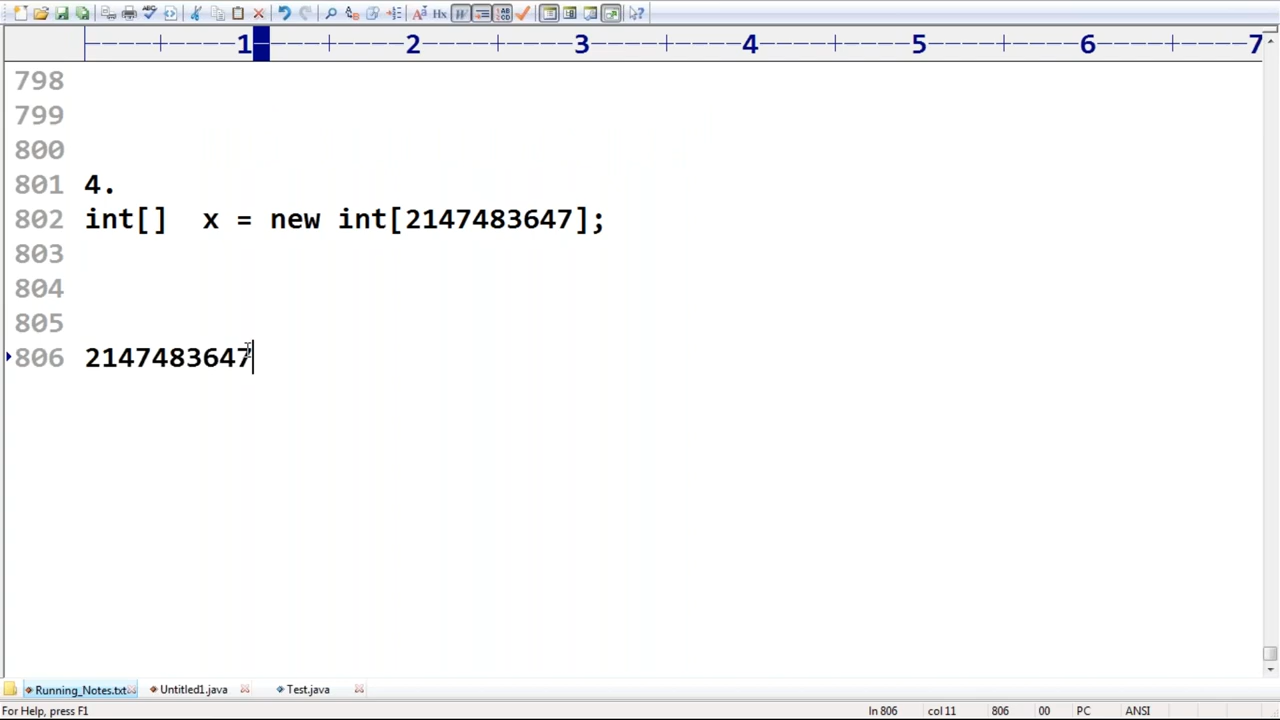 Hx
1 2 3 4 5 6 7
798
799
800
801 4.
802 int[]  x = new int[2147483647];
803
804
805
806 2147483647
Running_Notes.txt Untitled1.java Test.java
For Help, press F1 ln 806 col 11 806 00 PC ANSI